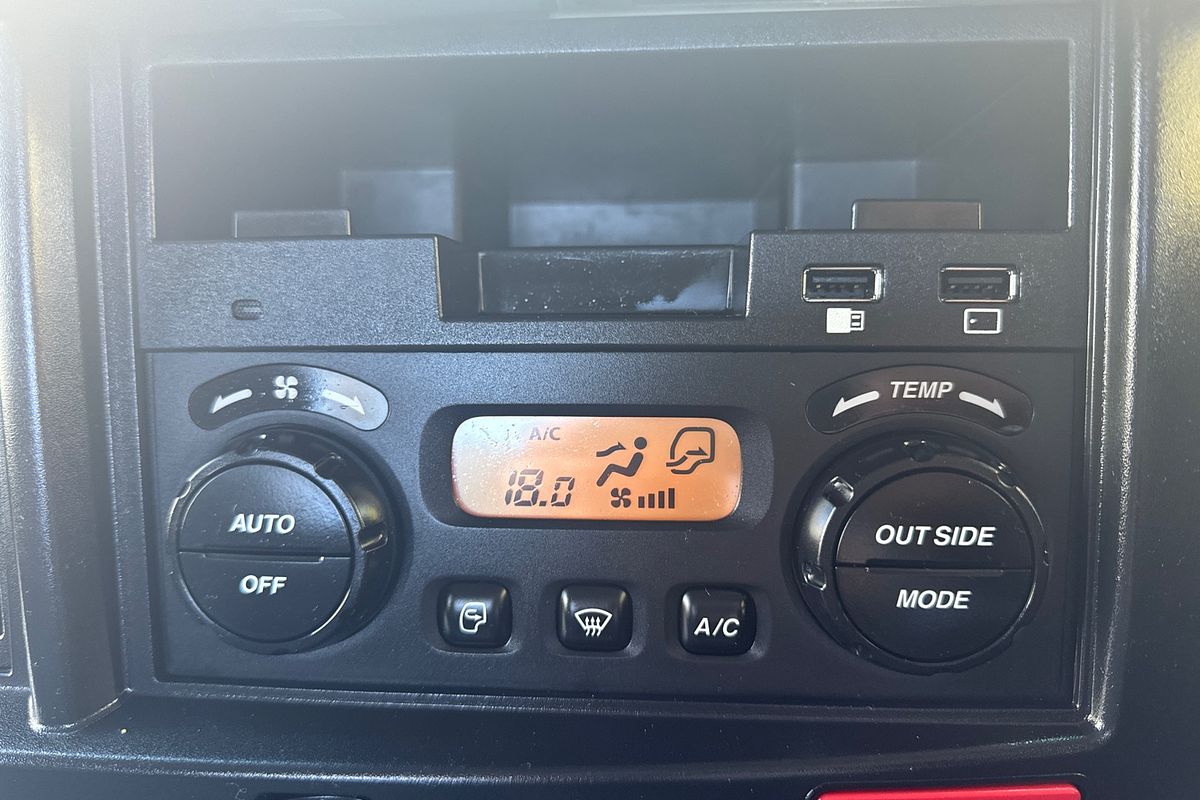 TEMP
A/C
18.0
AUTO
OFF
OUT SIDE
MODE
A/C